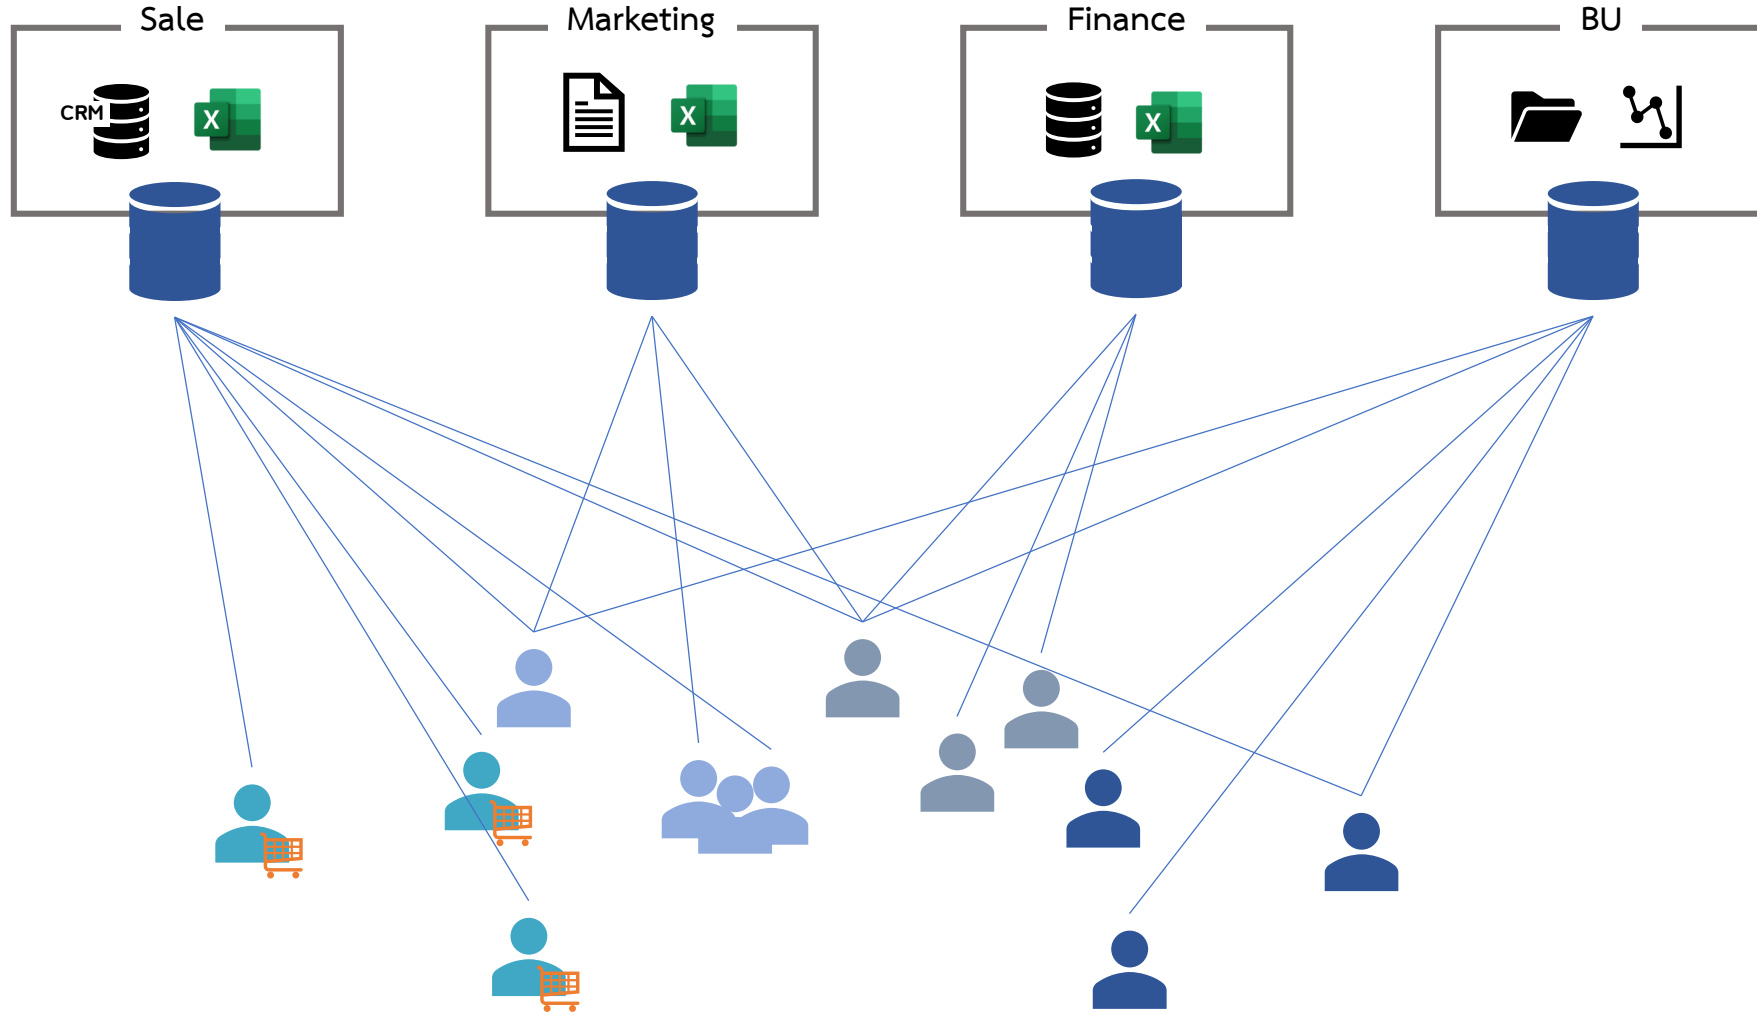 Sale
Marketing
Finance
BU
CRM
X
X
X